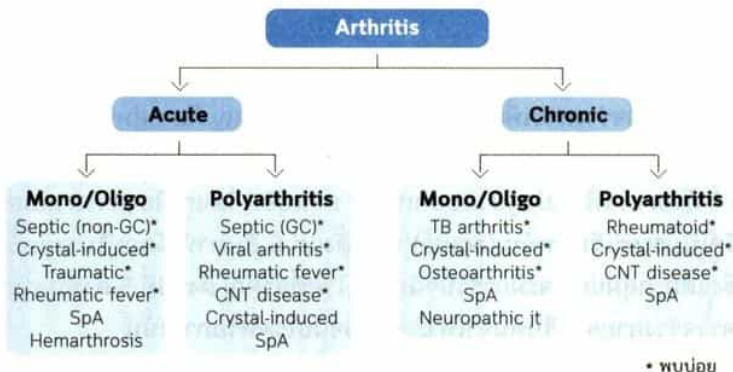 Arthritis
Acute
Chronic
Mono/Oligo
Septic (non-GC)*
Crystal-induced*
Traumatic*
Rheumatic fever*
SpA
Hemarthrosis
Polyarthritis
Septic (GC)*
Viral arthritis*
Rheumatic fever*
CNT disease*
Crystal-induced
SpA
Mono/Oligo
TB arthritis*
Crystal-induced*
Osteoarthritis*
SpA
Neuropathic jt
Polyarthritis
Rheumatoid*
Crystal-induced*
CNT disease*
SpA
* พบบ่อย